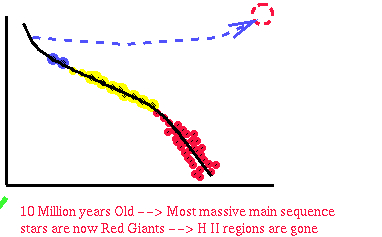 10 Million years Old --> Most massive main sequence
stars are now Red Giants --> H II regions are gone